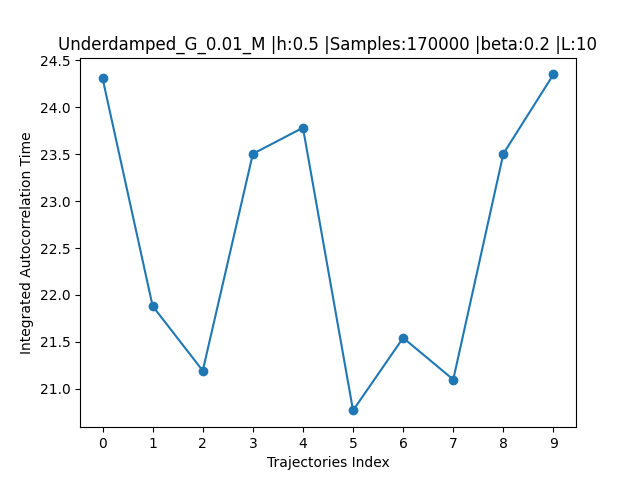 Underdamped_G_0.01_M |h:0.5 |Samples:170000 |beta:0.2 |L:10
24.5
24.0
23.5
23.0
22.5
22.0
21.5
21.0
Integrated Autocorrelation Time
0 1 2 3 4 5 6 7 8 9
Trajectories Index